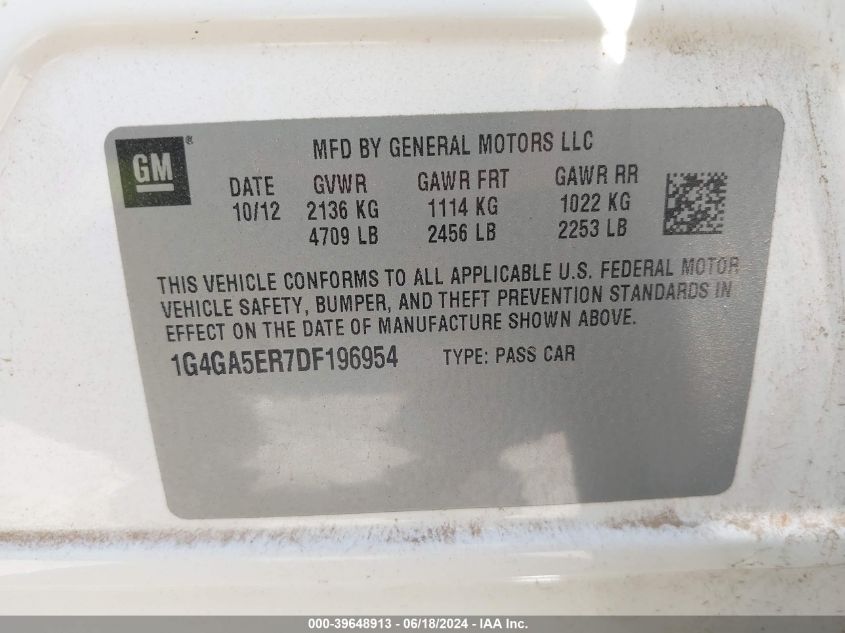 GM®
MFD BY GENERAL MOTORS LLC
DATE GVWR GAWR FRT GAWR RR
10/12 2136 KG 1114 KG 1022 KG
4709 LB 2456 LB 2253 LB
THIS VEHICLE CONFORMS TO ALL APPLICABLE U.S. FEDERAL MOTOR
VEHICLE SAFETY, BUMPER, AND THEFT PREVENTION STANDARDS IN
EFFECT ON THE DATE OF MANUFACTURE SHOWN ABOVE.
1G4GA5ER7DF196954 TYPE: PASS CAR
000-39648913 - 06/18/2024 - IAA Inc.